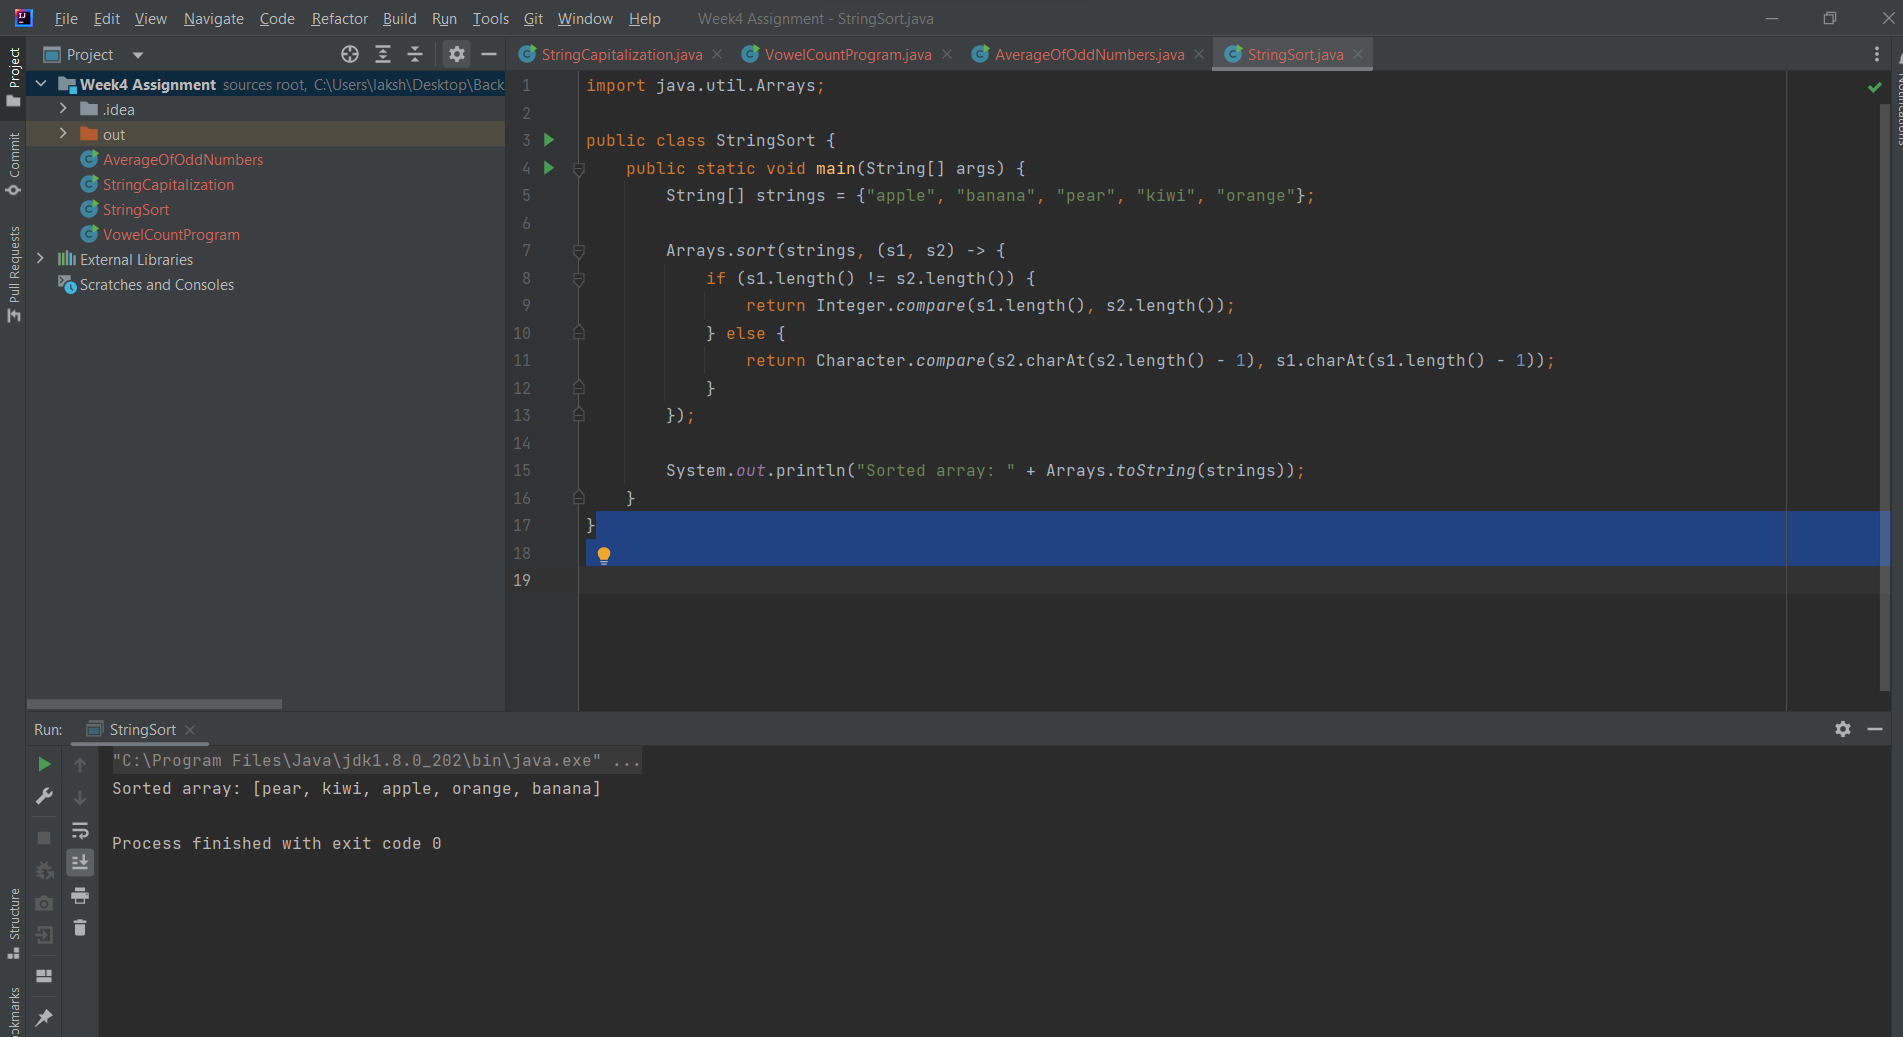 File Edit View Navigate Code Refactor Build Run Tools Git Window Help Week4 Assignment - StringSort.java
Project
StringCapitalization.java VowelCountProgram.java AverageOfOddNumbers.java StringSort.java
Week4 Assignment sources root, C:\Users\laksh\Desktop\Back
.idea
out
AverageOfOddNumbers
StringCapitalization
StringSort
VowelCountProgram
External Libraries
Scratches and Consoles
Project
Commit
Pull Requests
Structure
Notifications
1 import java.util.Arrays;
2
3 public class StringSort {
4 public static void main(String[] args) {
5 String[] strings = {"apple", "banana", "pear", "kiwi", "orange"};
6
7 Arrays.sort(strings, (s1, s2) -> {
8 if (s1.length() != s2.length()) {
9 return Integer.compare(s1.length(), s2.length());
10 } else {
11 return Character.compare(s2.charAt(s2.length() - 1), s1.charAt(s1.length() - 1));
12 }
13 });
14
15 System.out.println("Sorted array: " + Arrays.toString(strings));
16 }
17 }
18
19
Run: StringSort
"C:\Program Files\Java\jdk1.8.0_202\bin\java.exe" ...
Sorted array: [pear, kiwi, apple, orange, banana]
Process finished with exit code 0